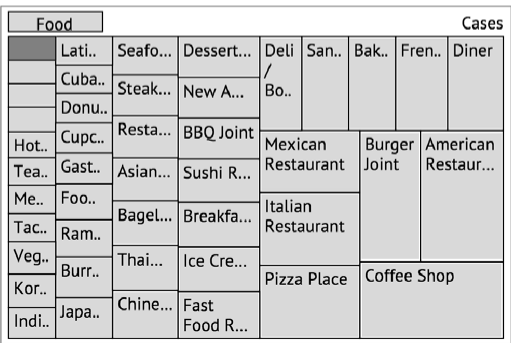 Food
Cases
Hot..
Tea..
Me..
Tac..
Veg..
Kor..
Indi..
Lati..
Cuba..
Donu..
Cupc..
Gast..
Foo..
Ram..
Burr..
Japa..
Seafo...
Steak...
Resta...
Asian...
Bagel...
Thai...
Chine...
Dessert...
New A...
BBQ Joint
Sushi R...
Breakfa...
Ice Cre...
Fast
Food R...
Deli
/
Bo..
San..
Bak..
Fren..
Diner
Mexican
Restaurant
Italian
Restaurant
Pizza Place
Burger
Joint
American
Restaur...
Coffee Shop